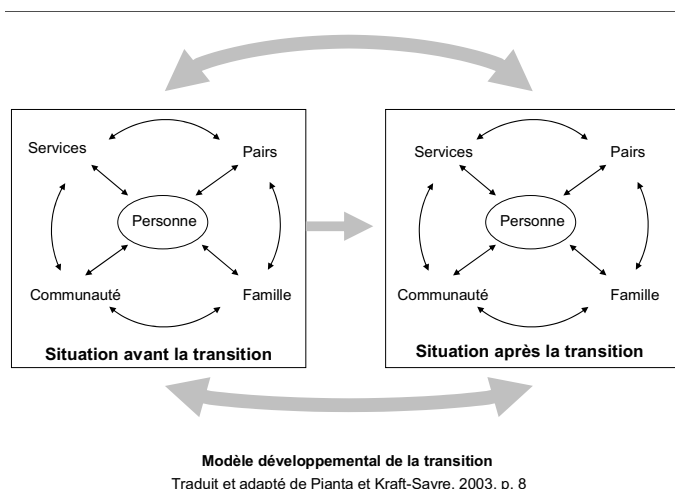 Services
Pairs
Personne
Communauté
Famille
Situation avant la transition
Services
Pairs
Personne
Communauté
Famille
Situation après la transition
Modèle développemental de la transition
Traduit et adapté de Pianta et Kraft-Sayre, 2003, p. 8